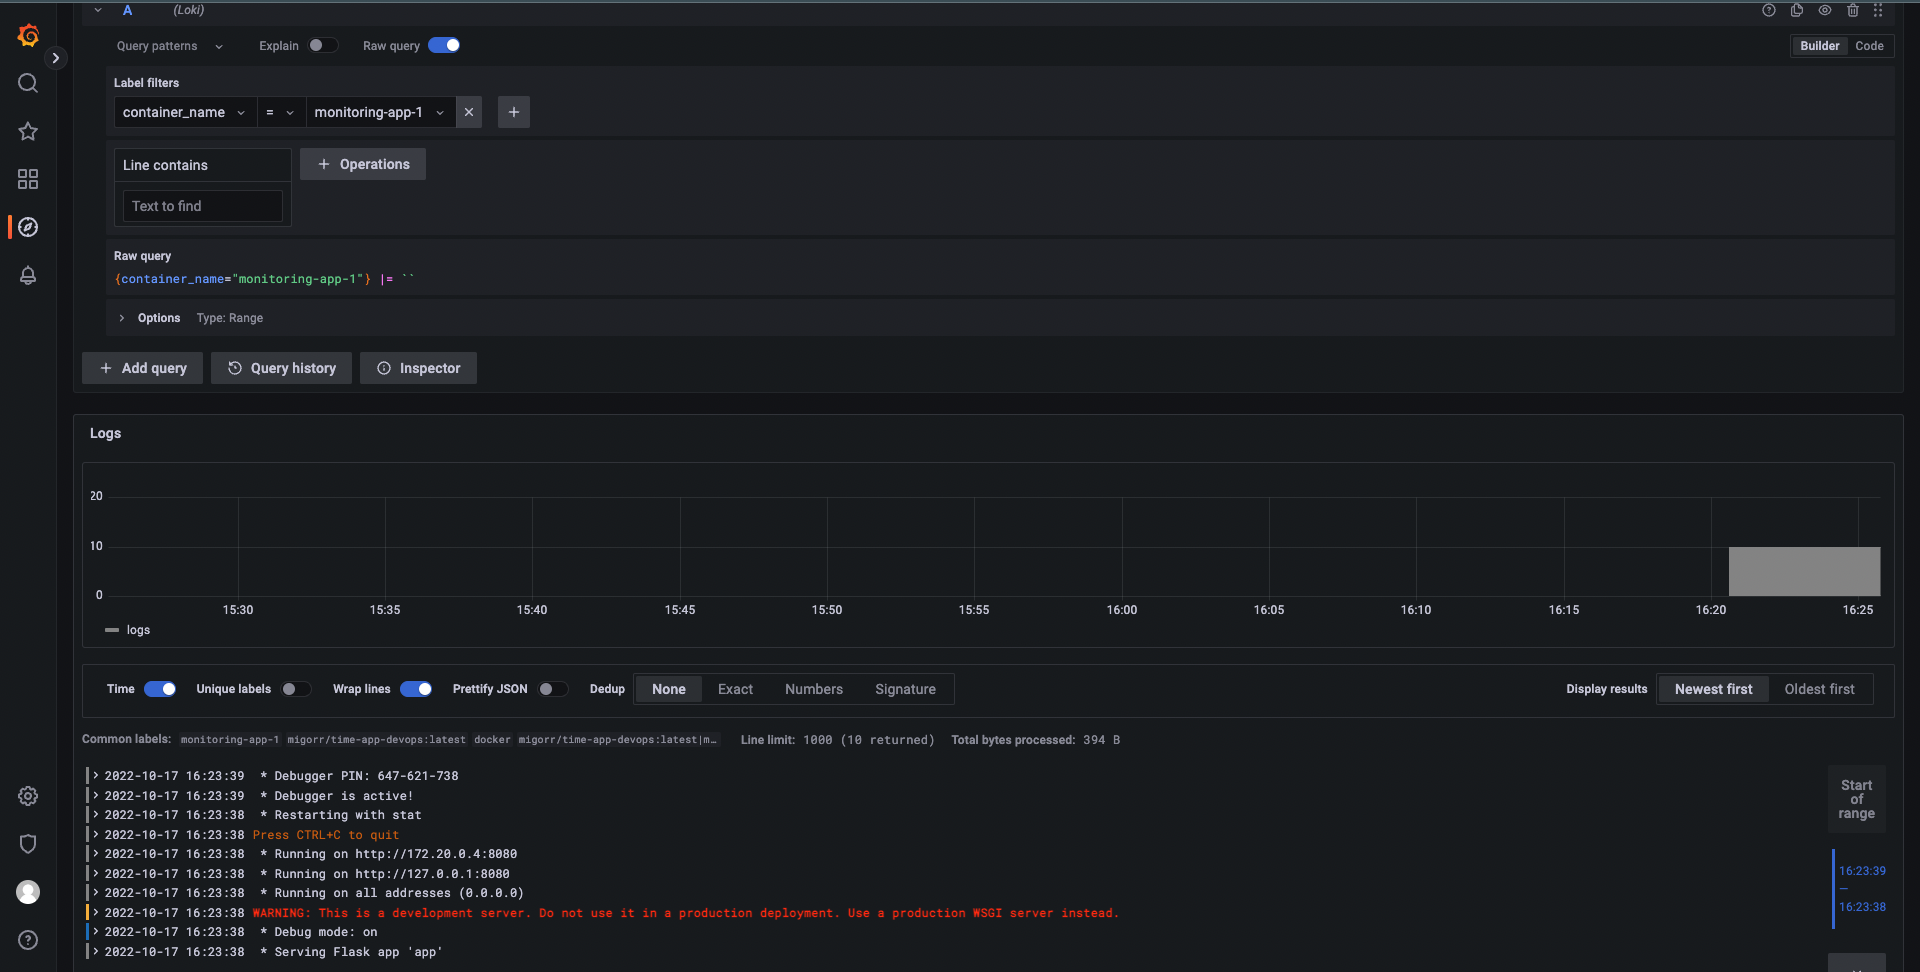 A (Loki)
Query patterns Explain Raw query Builder Code
Label filters
container_name = monitoring-app-1
Line contains + Operations
Text to find
Raw query
{container_name="monitoring-app-1"} |= ``
Options Type: Range
+ Add query Query history Inspector
Logs
20
10
0
15:30 15:35 15:40 15:45 15:50 15:55 16:00 16:05 16:10 16:15 16:20 16:25
logs
Time Unique labels Wrap lines Prettify JSON Dedup None Exact Numbers Signature Display results Newest first Oldest first
Common labels: monitoring-app-1 migorr/time-app-devops:latest docker migorr/time-app-devops:latest|m… Line limit: 1000 (10 returned) Total bytes processed: 394 B
2022-10-17 16:23:39 * Debugger PIN: 647-621-738
2022-10-17 16:23:39 * Debugger is active!
2022-10-17 16:23:38 * Restarting with stat
2022-10-17 16:23:38 Press CTRL+C to quit
2022-10-17 16:23:38 * Running on http://172.20.0.4:8080
2022-10-17 16:23:38 * Running on http://127.0.0.1:8080
2022-10-17 16:23:38 * Running on all addresses (0.0.0.0)
2022-10-17 16:23:38 WARNING: This is a development server. Do not use it in a production deployment. Use a production WSGI server instead.
2022-10-17 16:23:38 * Debug mode: on
2022-10-17 16:23:38 * Serving Flask app 'app'
Start
of
range
16:23:39
—
16:23:38